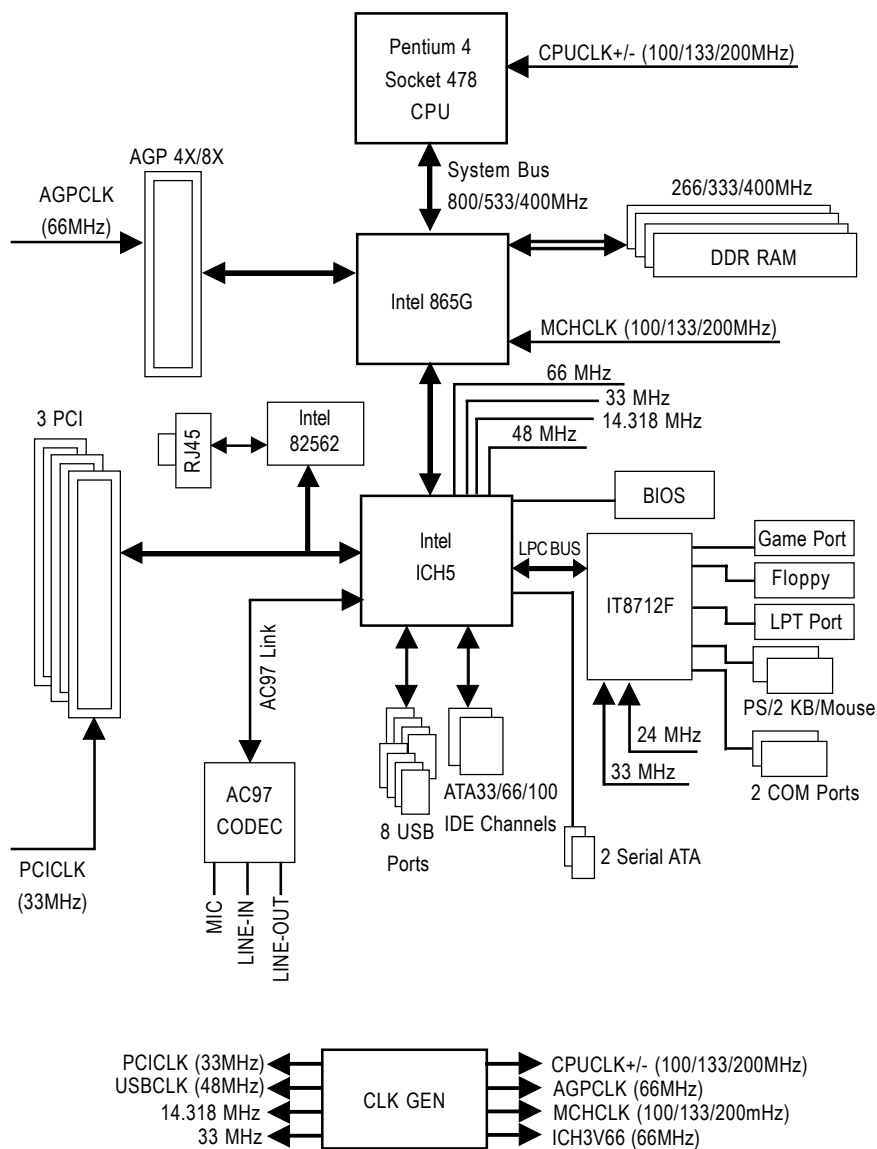 Pentium 4
Socket 478
CPU
CPUCLK+/- (100/133/200MHz)
AGP 4X/8X
System Bus
800/533/400MHz
AGPCLK
(66MHz)
266/333/400MHz
DDR RAM
Intel 865G
MCHCLK (100/133/200MHz)
66 MHz
33 MHz
14.318 MHz
48 MHz
3 PCI
RJ45
Intel
82562
BIOS
Intel
ICH5
LPC BUS
IT8712F
Game Port
Floppy
LPT Port
PS/2 KB/Mouse
24 MHz
33 MHz
2 COM Ports
AC97 Link
AC97
CODEC
8 USB
Ports
ATA33/66/100
IDE Channels
2 Serial ATA
PCICLK
(33MHz)
MIC
LINE-IN
LINE-OUT
PCICLK (33MHz)
USBCLK (48MHz)
14.318 MHz
33 MHz
CLK GEN
CPUCLK+/- (100/133/200MHz)
AGPCLK (66MHz)
MCHCLK (100/133/200mHz)
ICH3V66 (66MHz)